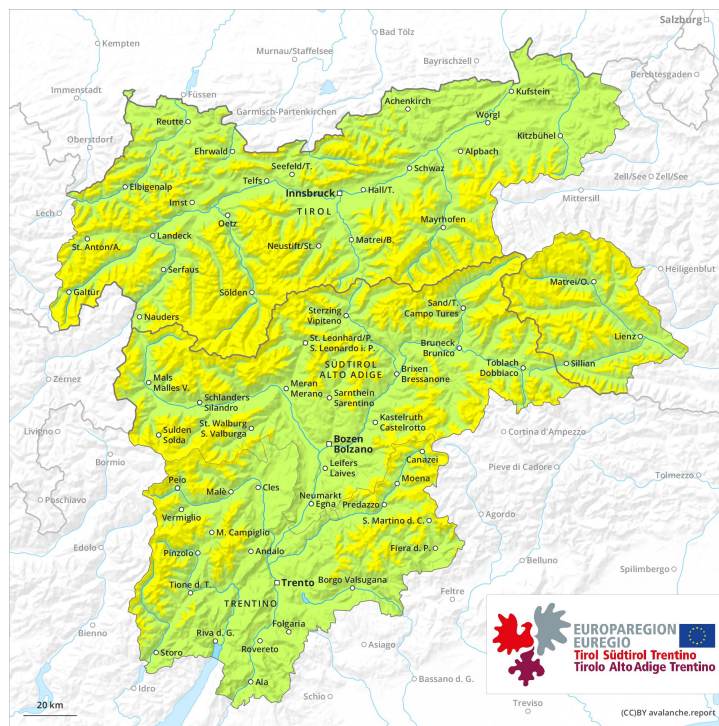 Salzburg
Bad Tölz
Kempten
Murnau/Staffelsee
Bayrischzell
Berchtesgaden
Immenstadt
Füssen
Kufstein
Achenkirch
Garmisch-Partenkirchen
Reutte
Wörgl
Kitzbühel
Oberstdorf
Ehrwald
Alpbach
Seefeld/T.
Schwaz
Telfs
Zell/See
Zell/See
Elbigenalp
Innsbruck
Hall/T.
Mittersill
Imst
TIROL
Lech
Oetz
Mayrhofen
Landeck
Matrei/B.
St. Anton/A.
Neustift/St.
Serfaus
Heiligenblut
Matrei/O.
Galtür
Sölden
Nauders
Sand/T.
Campo Tures
Sterzing
Vipiteno
Lienz
St. Leonhard/P.
S. Leonardo i. P.
Bruneck
Brunico
Toblach
Dobbiaco
Sillian
SÜDTIROL
ALTO ADIGE
Brixen
Bressanone
Zernez
Mals
Malles V.
Meran
Merano
Sarnthein
Sarentino
Schlanders
Silandro
St. Walburg
S. Valburga
Kastelruth
Castelrotto
Livigno
Sulden
Solda
Cortina d'Ampezzo
Bozen
Bolzano
Bormio
Canazei
Pieve di Cadore
Leifers
Laives
Tolmezzo
Peio
Malè
Cles
Moena
Poschiavo
Neumarkt
Egna
Predazzo
Vermiglio
Agordo
S. Martino d. C.
M. Campiglio
Edolo
Pinzolo
Andalo
Fiera d. P.
Belluno
Spilimbergo
Trento
Borgo Valsugana
Tione d. T.
Feltre
TRENTINO
Folgaria
Bienno
Riva d. G.
Rovereto
Asiago
Storo
Bassano d. G.
Ala
Idro
Schio
Treviso
EUROPAREGION
EUREGIO
Tirol Südtirol Trentino
Tirolo Alto Adige Trentino
20 km
(CC)BY avalanche.report